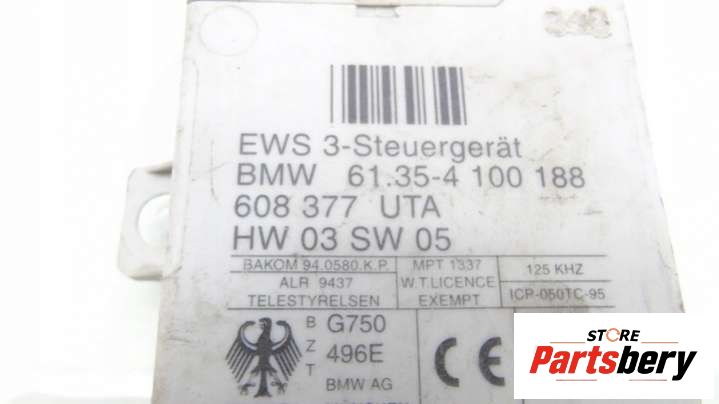 EWS 3-Steuergerät
BMW 61.35-4 100 188
608 377 UTA
HW 03 SW 05
BAKOM 94.0580.K.P. MPT 1337 125 KHZ
ALR 9437 W.T.LICENCE
TELESTYRELSEN EXEMPT ICP-050TC-95
BZT G750
496E
BMW AG
CE
STORE
Partsbery